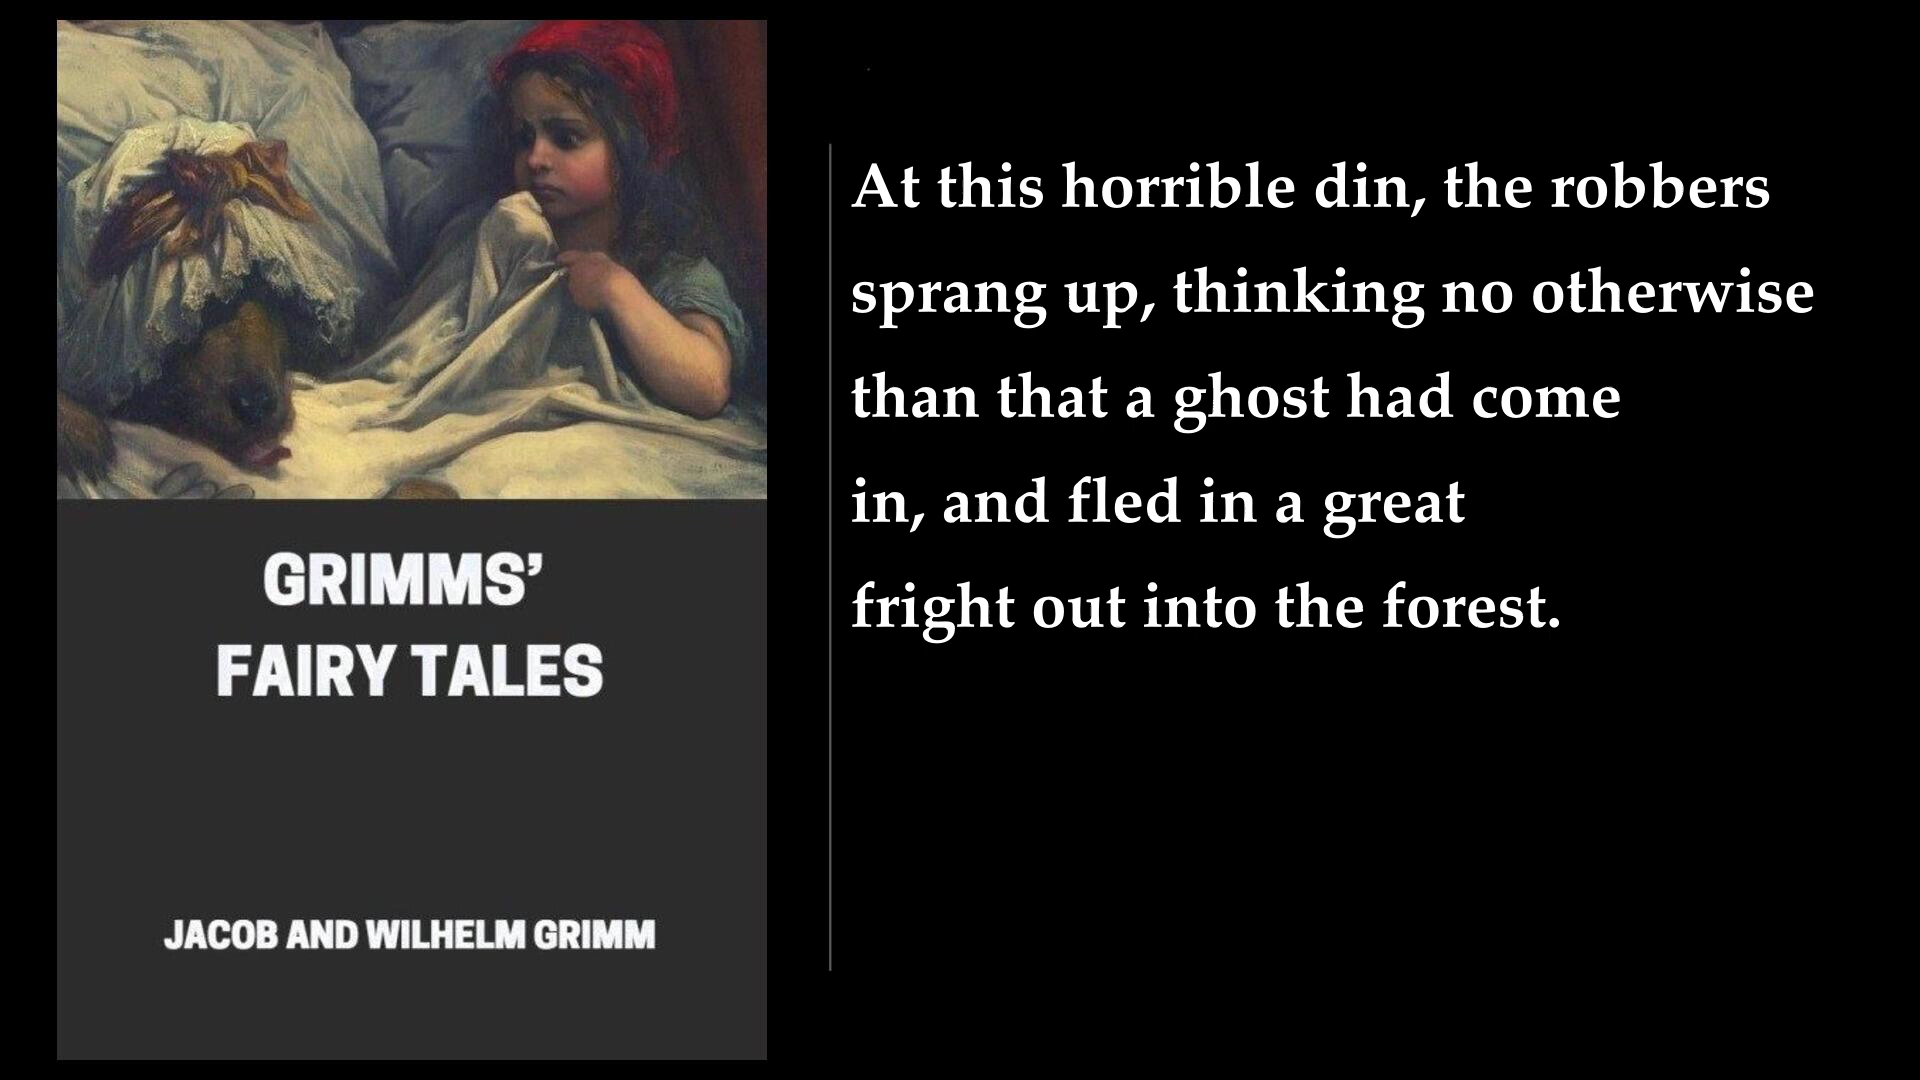 GRIMMS’
FAIRY TALES
JACOB AND WILHELM GRIMM
At this horrible din, the robbers
sprang up, thinking no otherwise
than that a ghost had come
in, and fled in a great
fright out into the forest.